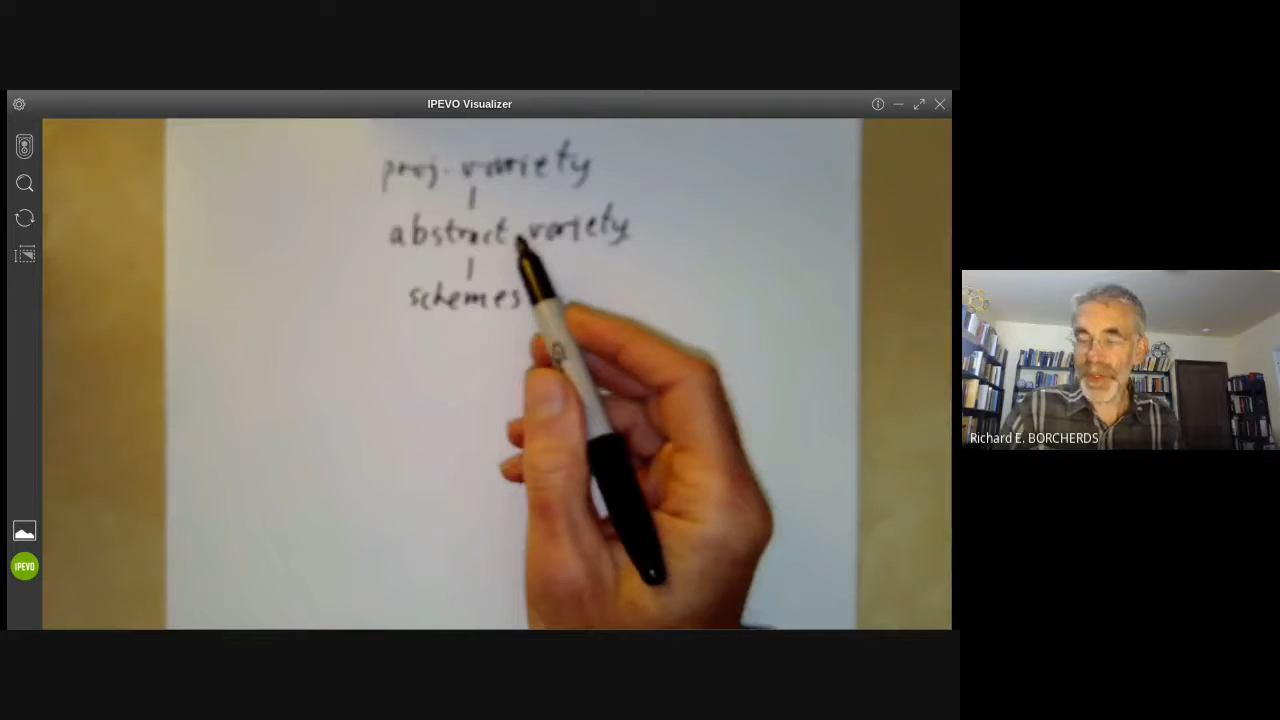 IPEVO Visualizer
proj. variety
abstract variety
schemes
IPEVO
Richard E. BORCHERDS